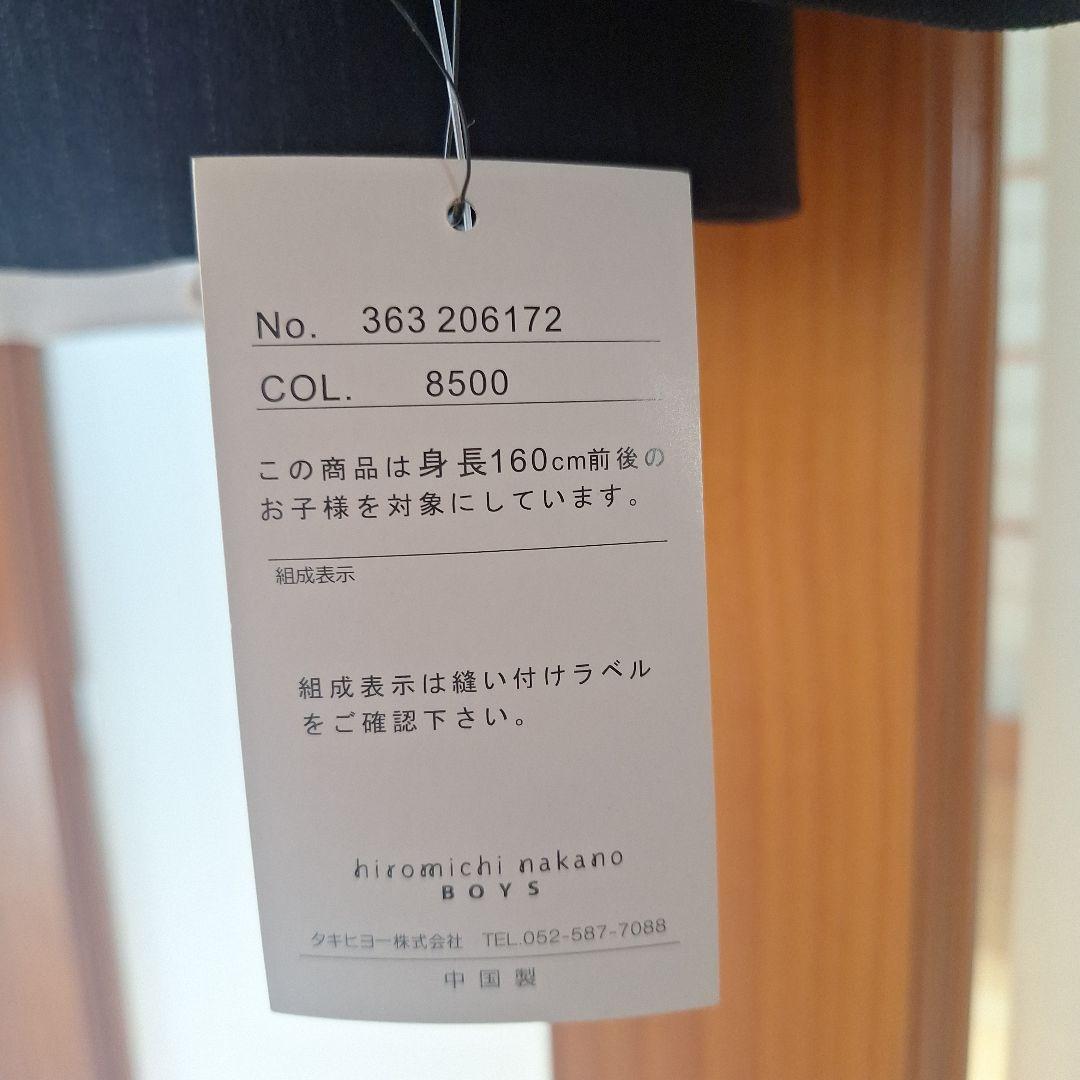 No. 363 206172
COL. 8500
この商品は身長160cm前後の
お子様を対象にしています。
組成表示
組成表示は縫い付けラベル
をご確認下さい。
hiromichi nakano
BOYS
タキヒヨー株式会社 TEL.052-587-7088
中国製